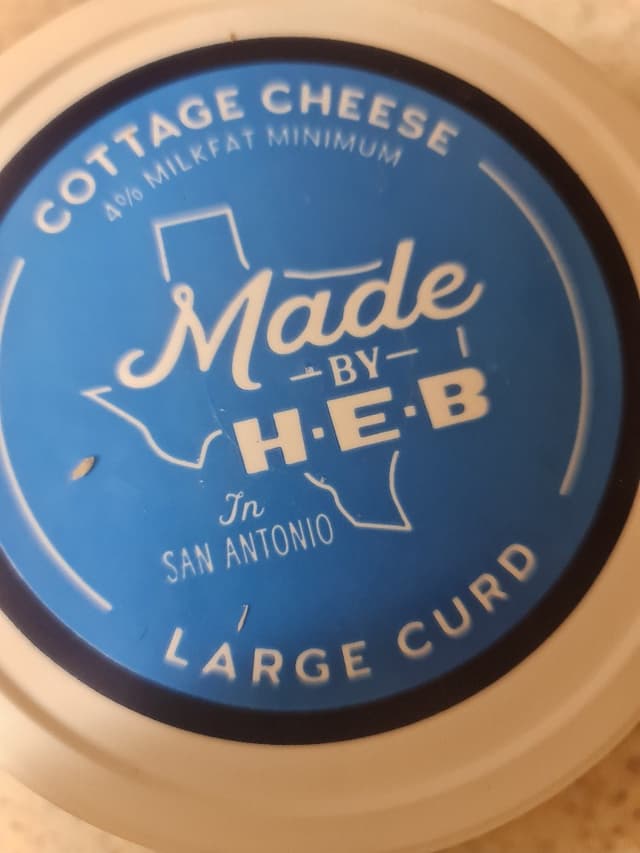 COTTAGE CHEESE
4% MILKFAT MINIMUM
Made
BY
H·E·B
In
SAN ANTONIO
LARGE CURD